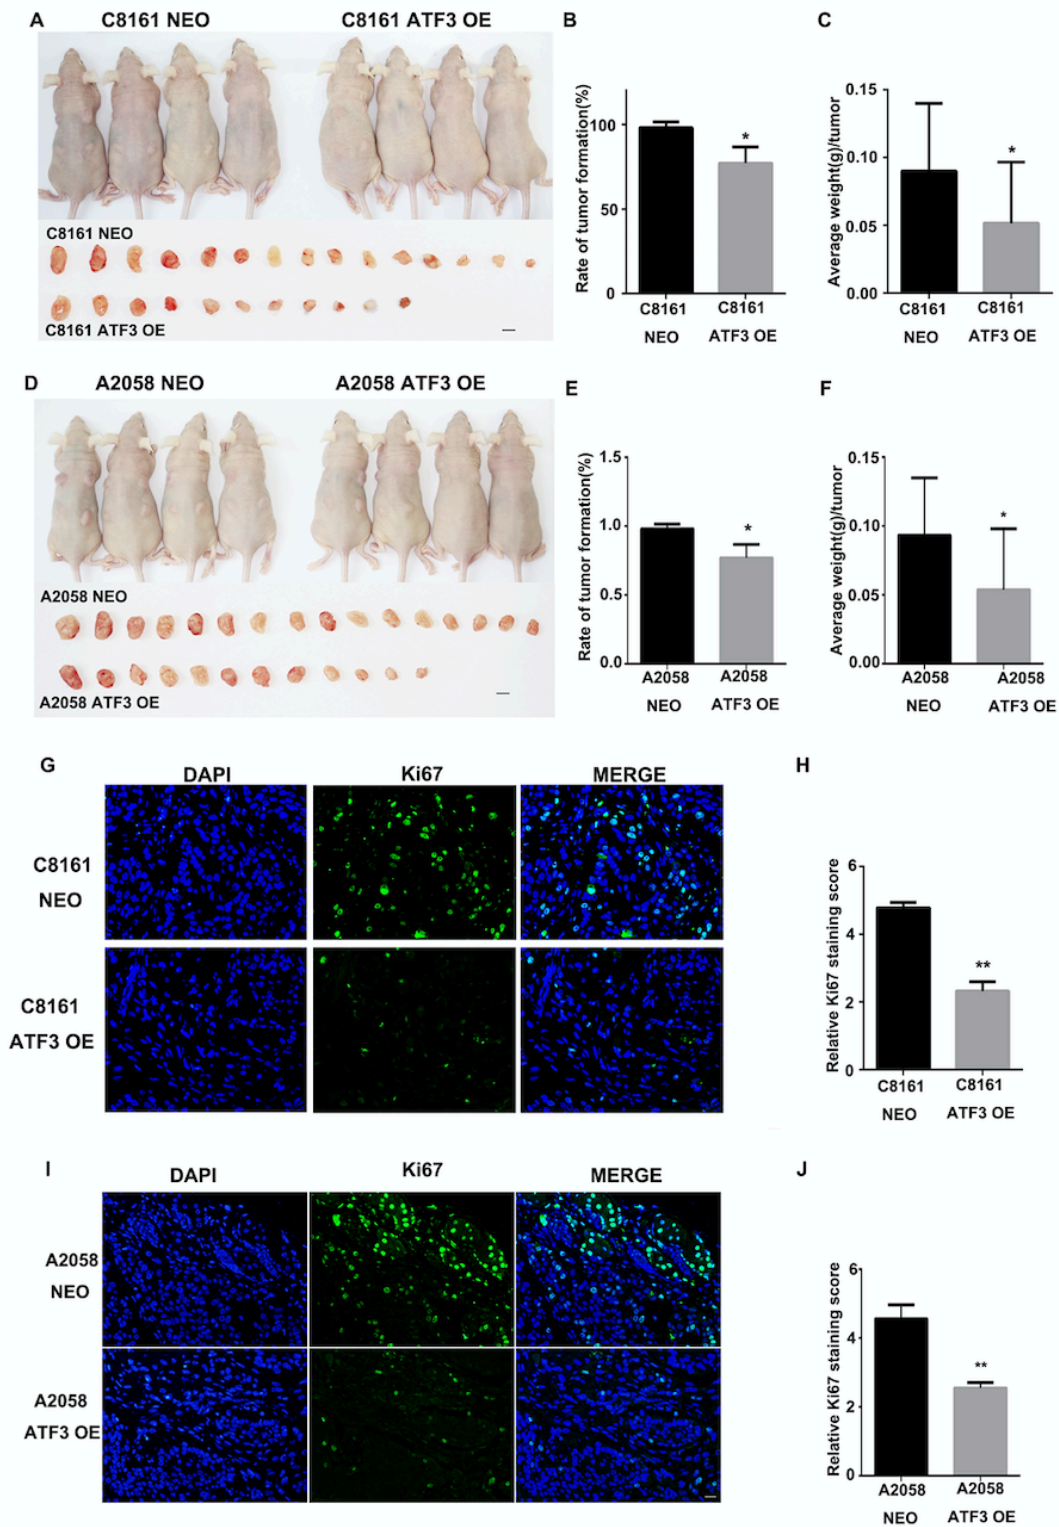 A
C8161 NEO
C8161 ATF3 OE
C8161 NEO
C8161 ATF3 OE
B
Rate of tumor formation(%)
100
50
0
C8161
NEO
C8161
ATF3 OE
*
C
Average weight(g)/tumor
0.15
0.10
0.05
0.00
C8161
NEO
C8161
ATF3 OE
*
D
A2058 NEO
A2058 ATF3 OE
A2058 NEO
A2058 ATF3 OE
E
Rate of tumor formation(%)
1.5
1.0
0.5
0.0
A2058
NEO
A2058
ATF3 OE
*
F
Average weight(g)/tumor
0.15
0.10
0.05
0.00
A2058
NEO
A2058
ATF3 OE
*
G
DAPI
Ki67
MERGE
C8161
NEO
C8161
ATF3 OE
H
Relative Ki67 staining score
6
4
2
0
C8161
NEO
C8161
ATF3 OE
**
I
DAPI
Ki67
MERGE
A2058
NEO
A2058
ATF3 OE
J
Relative Ki67 staining score
6
4
2
0
A2058
NEO
A2058
ATF3 OE
**